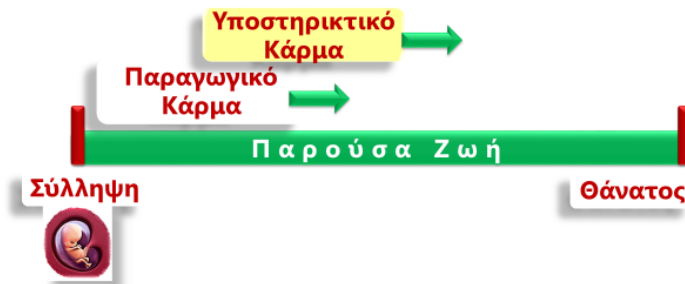 Υποστηρικτικό
Κάρμα
Παραγωγικό
Κάρμα
Παρούσα Ζωή
Σύλληψη
Θάνατος